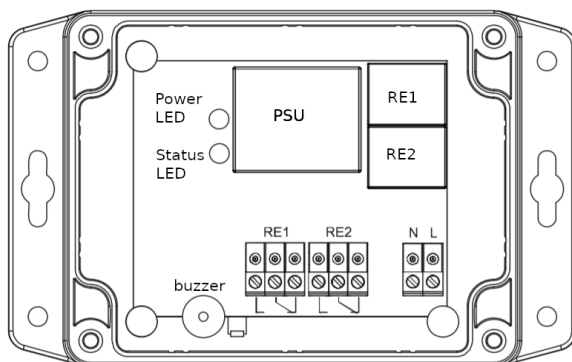 Power
LED
PSU
RE1
Status
LED
RE2
RE1
RE2
N L
buzzer